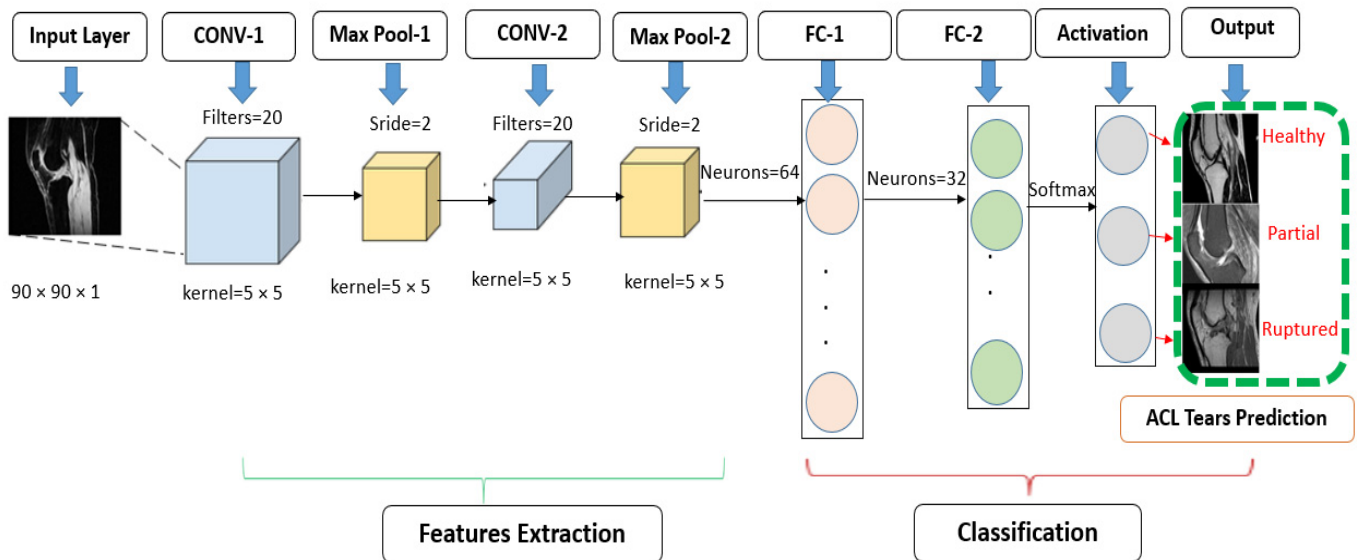 Input Layer
CONV-1
Max Pool-1
CONV-2
Max Pool-2
FC-1
FC-2
Activation
Output
Filters=20
Sride=2
Filters=20
Sride=2
Neurons=64
Neurons=32
Softmax
Healthy
Partial
Ruptured
90 × 90 × 1
kernel=5 × 5
kernel=5 × 5
kernel=5 × 5
kernel=5 × 5
ACL Tears Prediction
Features Extraction
Classification